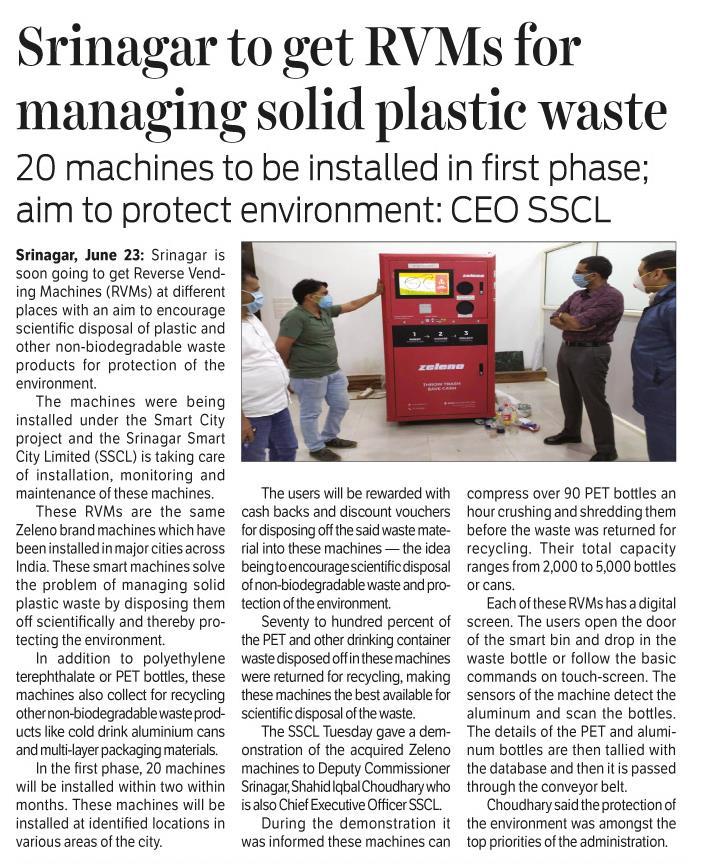 Srinagar to get RVMs for
managing solid plastic waste
20 machines to be installed in first phase;
aim to protect environment: CEO SSCL
Srinagar, June 23: Srinagar is
soon going to get Reverse Vend-
ing Machines (RVMs) at different
places with an aim to encourage
scientific disposal of plastic and
other non-biodegradable waste
products for protection of the
environment.
The machines were being
installed under the Smart City
project and the Srinagar Smart
City Limited (SSCL) is taking care
of installation, monitoring and
maintenance of these machines.
These RVMs are the same
Zeleno brand machines which have
been installed in major cities across
India. These smart machines solve
the problem of managing solid
plastic waste by disposing them
off scientifically and thereby pro-
tecting the environment.
In addition to polyethylene
terephthalate or PET bottles, these
machines also collect for recycling
other non-biodegradable waste prod-
ucts like cold drink aluminium cans
and multi-layer packaging materials.
In the first phase, 20 machines
will be installed within two within
months. These machines will be
installed at identified locations in
various areas of the city.
zeleno
1 2 3
zeleno
THROW TRASH
SAVE CASH
The users will be rewarded with
cash backs and discount vouchers
for disposing off the said waste mate-
rial into these machines — the idea
being to encourage scientific disposal
of non-biodegradable waste and pro-
tection of the environment.
Seventy to hundred percent of
the PET and other drinking container
waste disposed off in these machines
were returned for recycling, making
these machines the best available for
scientific disposal of the waste.
The SSCL Tuesday gave a dem-
onstration of the acquired Zeleno
machines to Deputy Commissioner
Srinagar, Shahid Iqbal Choudhary who
is also Chief Executive Officer SSCL.
During the demonstration it
was informed these machines can
compress over 90 PET bottles an
hour crushing and shredding them
before the waste was returned for
recycling. Their total capacity
ranges from 2,000 to 5,000 bottles
or cans.
Each of these RVMs has a digital
screen. The users open the door
of the smart bin and drop in the
waste bottle or follow the basic
commands on touch-screen. The
sensors of the machine detect the
aluminum and scan the bottles.
The details of the PET and alumi-
num bottles are then tallied with
the database and then it is passed
through the conveyor belt.
Choudhary said the protection of
the environment was amongst the
top priorities of the administration.